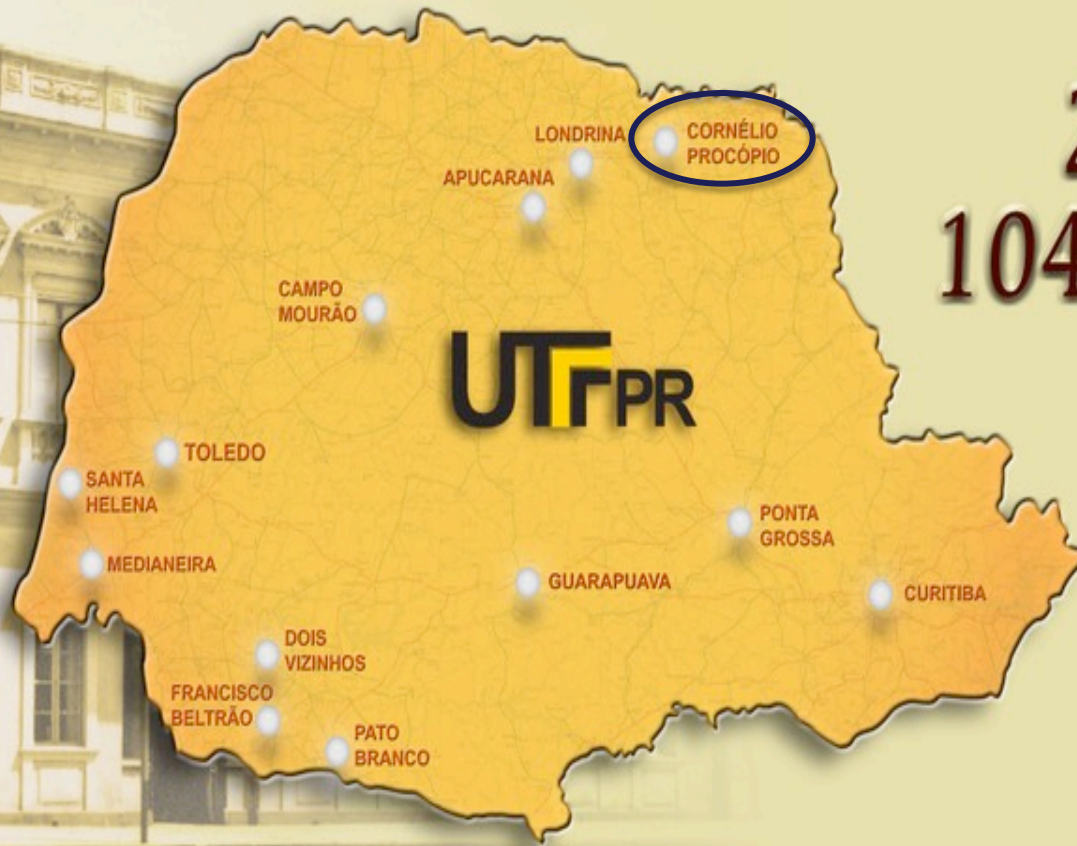 LONDRINA
CORNÉLIO
PROCÓPIO
APUCARANA
104
CAMPO
MOURÃO
UTFPR
TOLEDO
SANTA
HELENA
PONTA
GROSSA
MEDIANEIRA
GUARAPUAVA
CURITIBA
DOIS
VIZINHOS
FRANCISCO
BELTRÃO
PATO
BRANCO